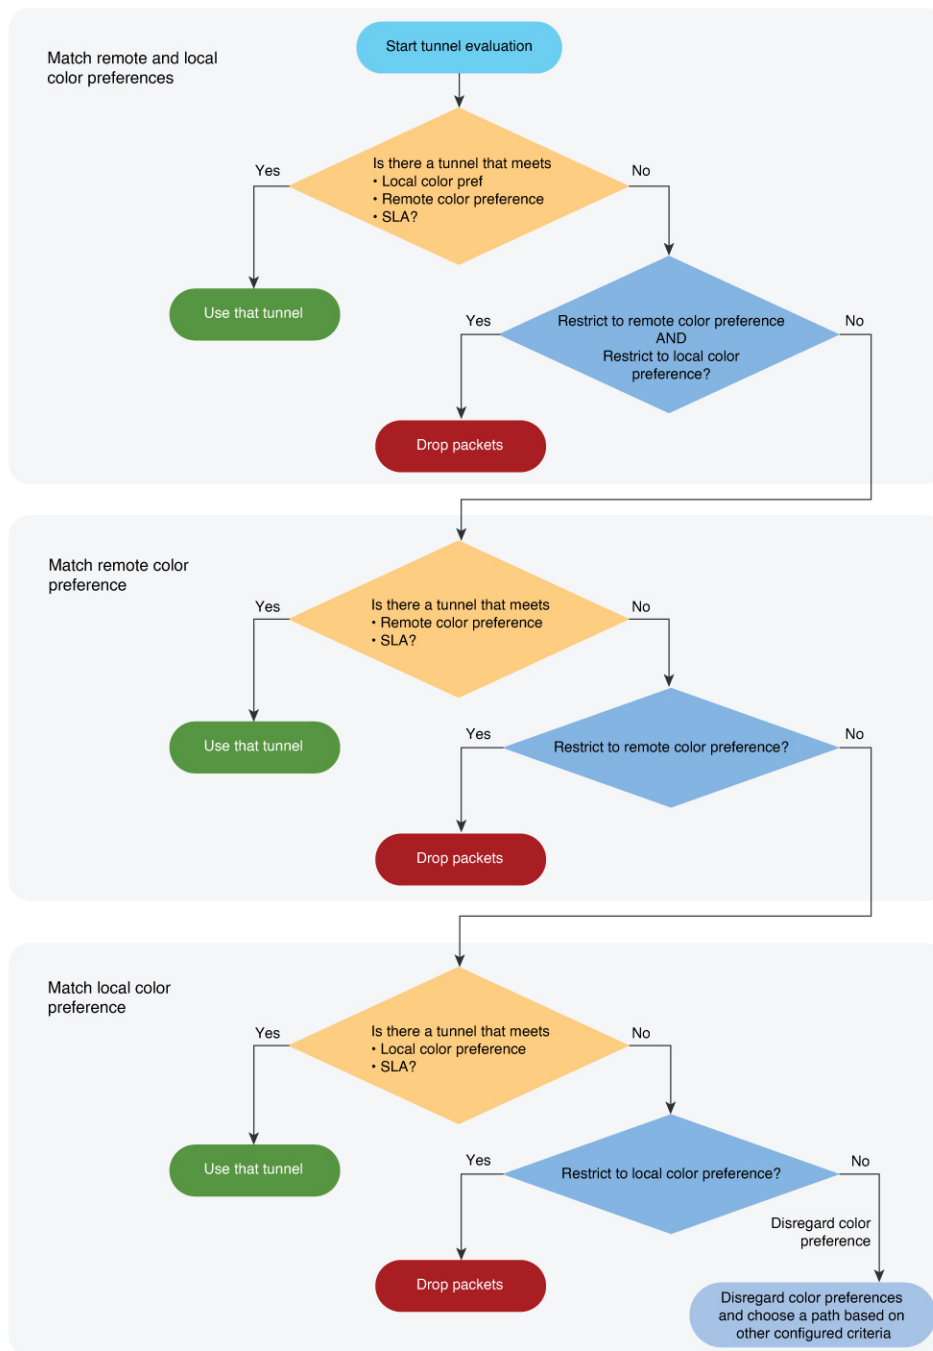 Start tunnel evaluation
Match remote and local
color preferences
Yes
Is there a tunnel that meets
• Local color pref
• Remote color preference
• SLA?
No
Use that tunnel
Yes
Restrict to remote color preference
AND
Restrict to local color
preference?
No
Drop packets
Match remote color
preference
Yes
Is there a tunnel that meets
• Remote color preference
• SLA?
No
Use that tunnel
Yes
Restrict to remote color preference?
No
Drop packets
Match local color
preference
Yes
Is there a tunnel that meets
• Local color preference
• SLA?
No
Use that tunnel
Yes
Restrict to local color preference?
No
Disregard color
preference
Drop packets
Disregard color preferences
and choose a path based on
other configured criteria